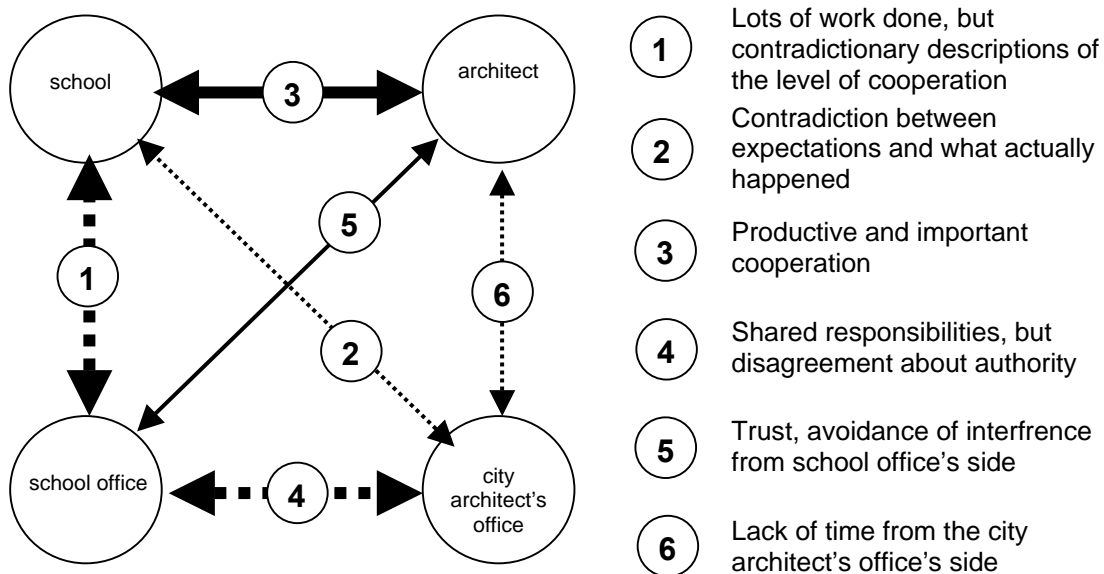 school
architect
3
5
1
6
2
school office
4
city
architect's
office
1
Lots of work done, but
contradictionary descriptions of
the level of cooperation
2
Contradiction between
expectations and what actually
happened
3
Productive and important
cooperation
4
Shared responsibilities, but
disagreement about authority
5
Trust, avoidance of interfrence
from school office's side
6
Lack of time from the city
architect's office's side